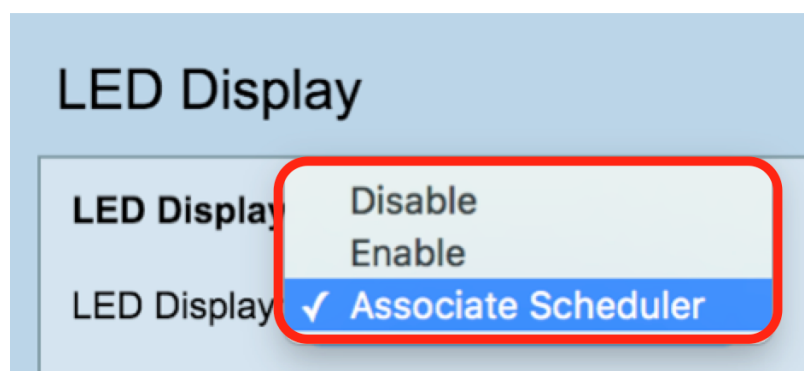 LED Display
LED Display
Disable
Enable
LED Display ✓ Associate Scheduler